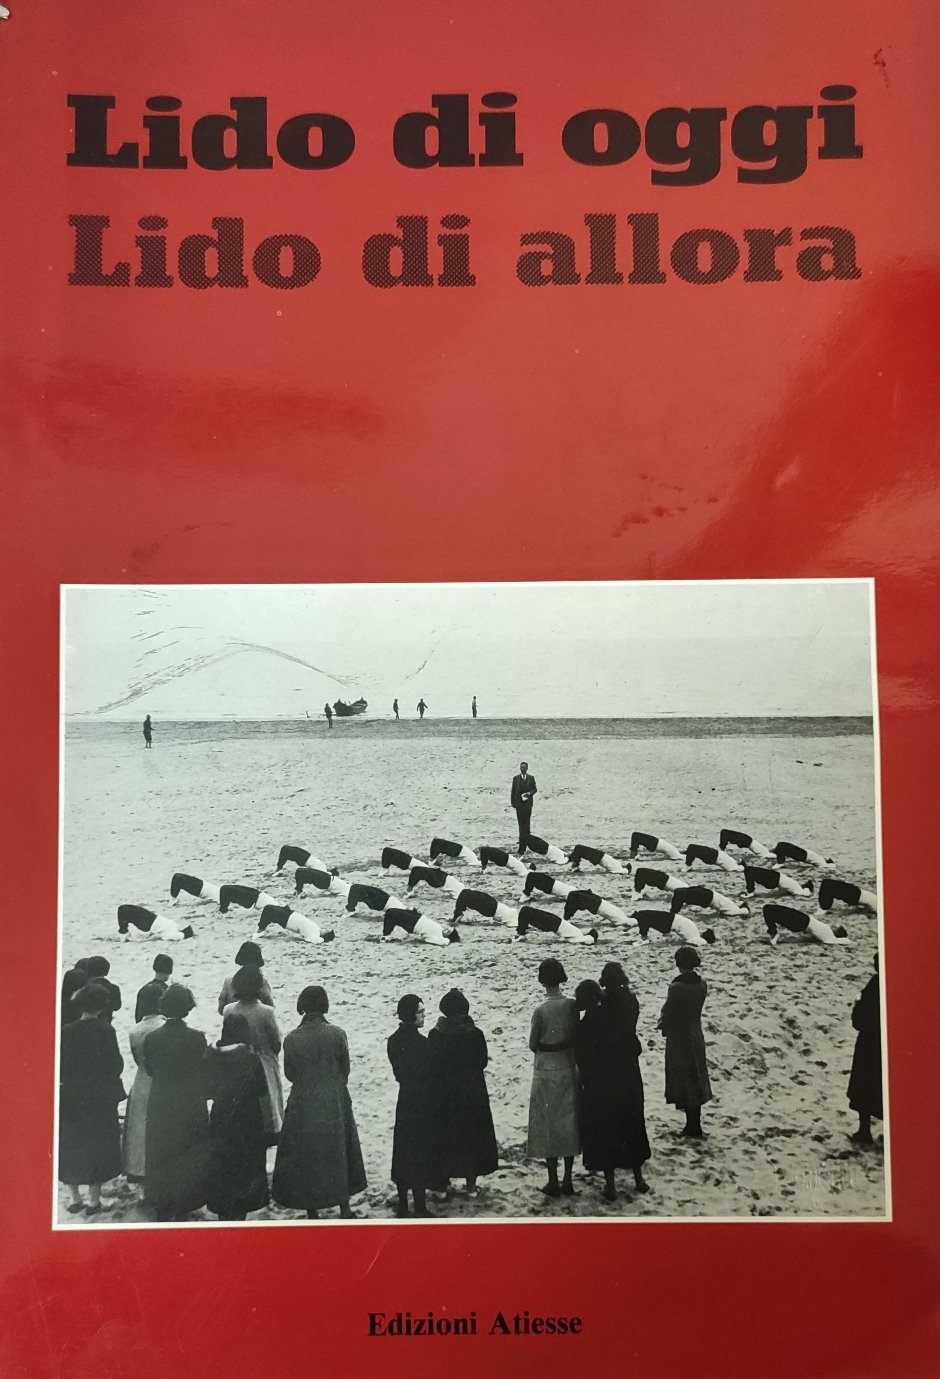 Lido di oggi
Lido di allora
Edizioni Atiesse